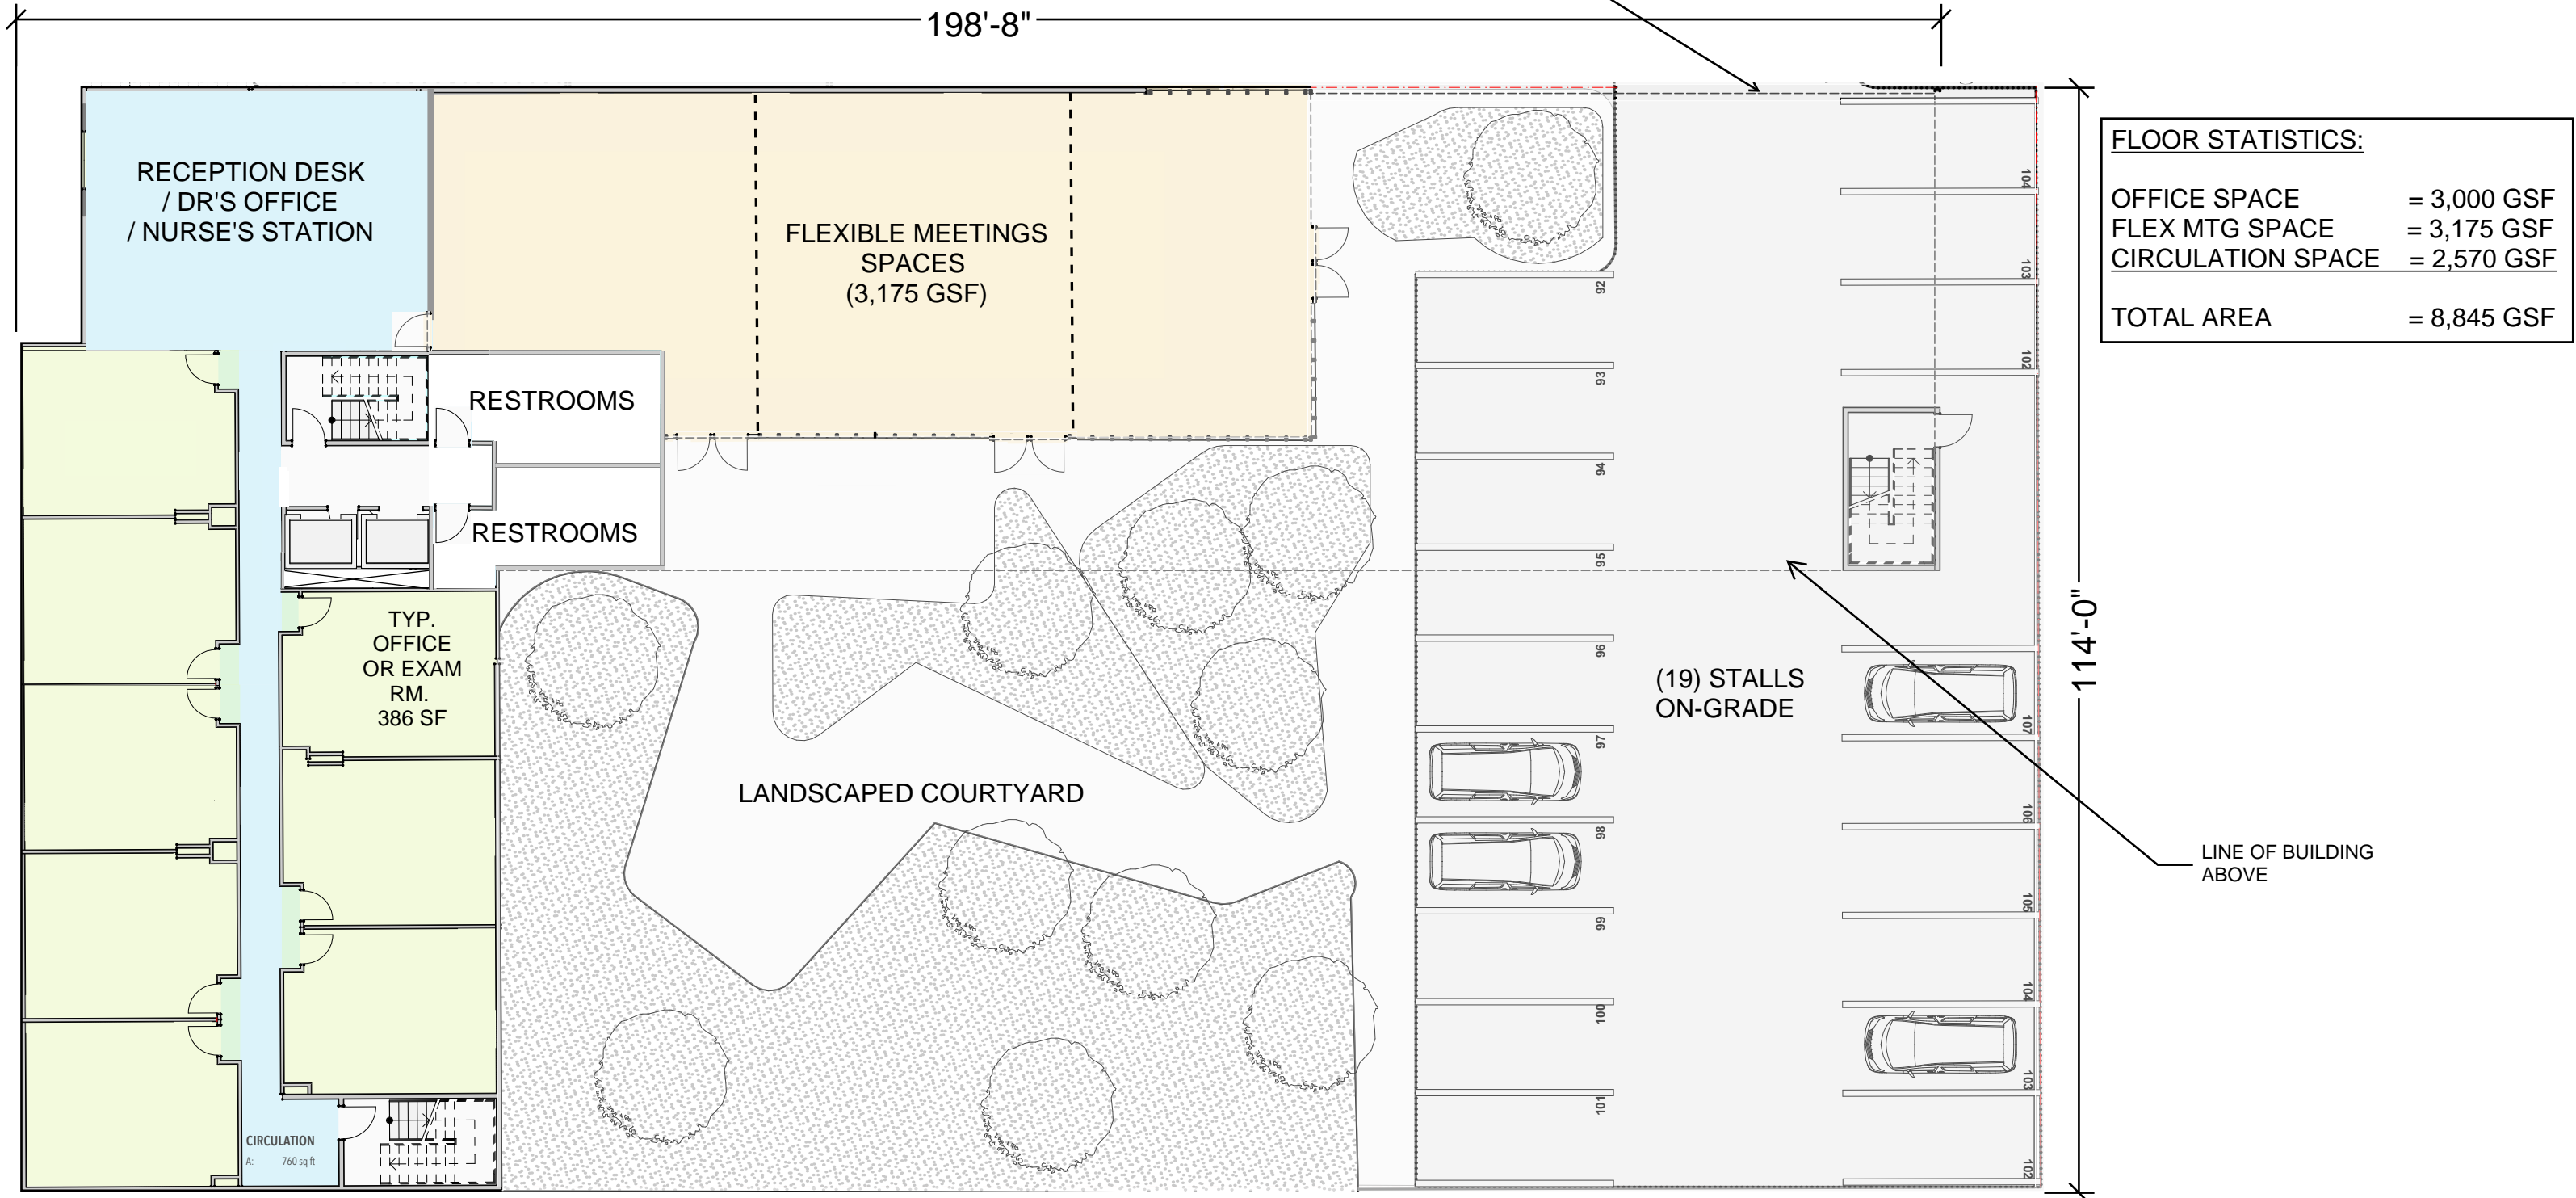 198'-8"
RECEPTION DESK
/ DR'S OFFICE
/ NURSE'S STATION
FLEXIBLE MEETINGS
SPACES
(3,175 GSF)
FLOOR STATISTICS:
OFFICE SPACE = 3,000 GSF
FLEX MTG SPACE = 3,175 GSF
CIRCULATION SPACE = 2,570 GSF
TOTAL AREA = 8,845 GSF
RESTROOMS
RESTROOMS
TYP.
OFFICE
OR EXAM
RM.
386 SF
LANDSCAPED COURTYARD
(19) STALLS
ON-GRADE
92
93
94
95
96
97
98
99
100
101
104
103
102
107
106
105
104
103
102
114'-0"
LINE OF BUILDING
ABOVE
CIRCULATION
A: 760 sq ft